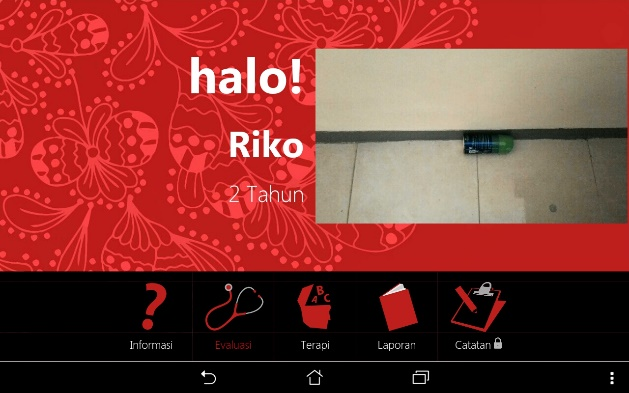 halo!
Riko
2 Tahun
Informasi
Evaluasi
Terapi
A B C
Laporan
Catatan